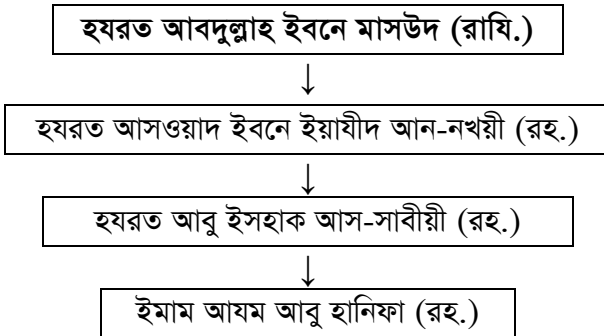 হযরত আবদুল্লাহ ইবনে মাসউদ (রাযি.)
↓
হযরত আসওয়াদ ইবনে ইয়াযীদ আন-নখয়ী (রহ.)
↓
হযরত আবু ইসহাক আস-সাবীয়ী (রহ.)
↓
ইমাম আযম আবু হানিফা (রহ.)